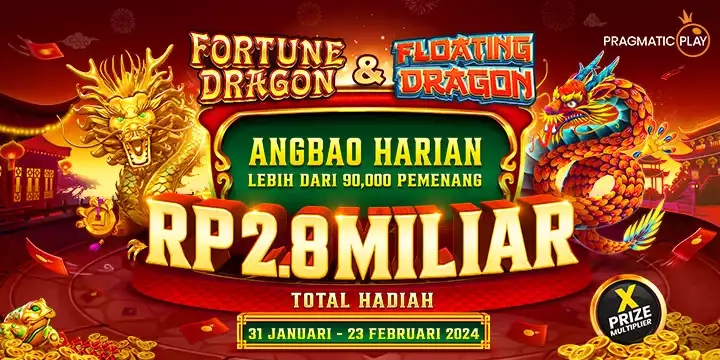 FORTUNE DRAGON & FLOATING DRAGON
PRAGMATIC PLAY
ANGBAO HARIAN
LEBIH DARI 90,000 PEMENANG
RP2.8MILIAR
TOTAL HADIAH
31 JANUARI - 23 FEBRUARI 2024
X
PRIZE
MULTIPLIER